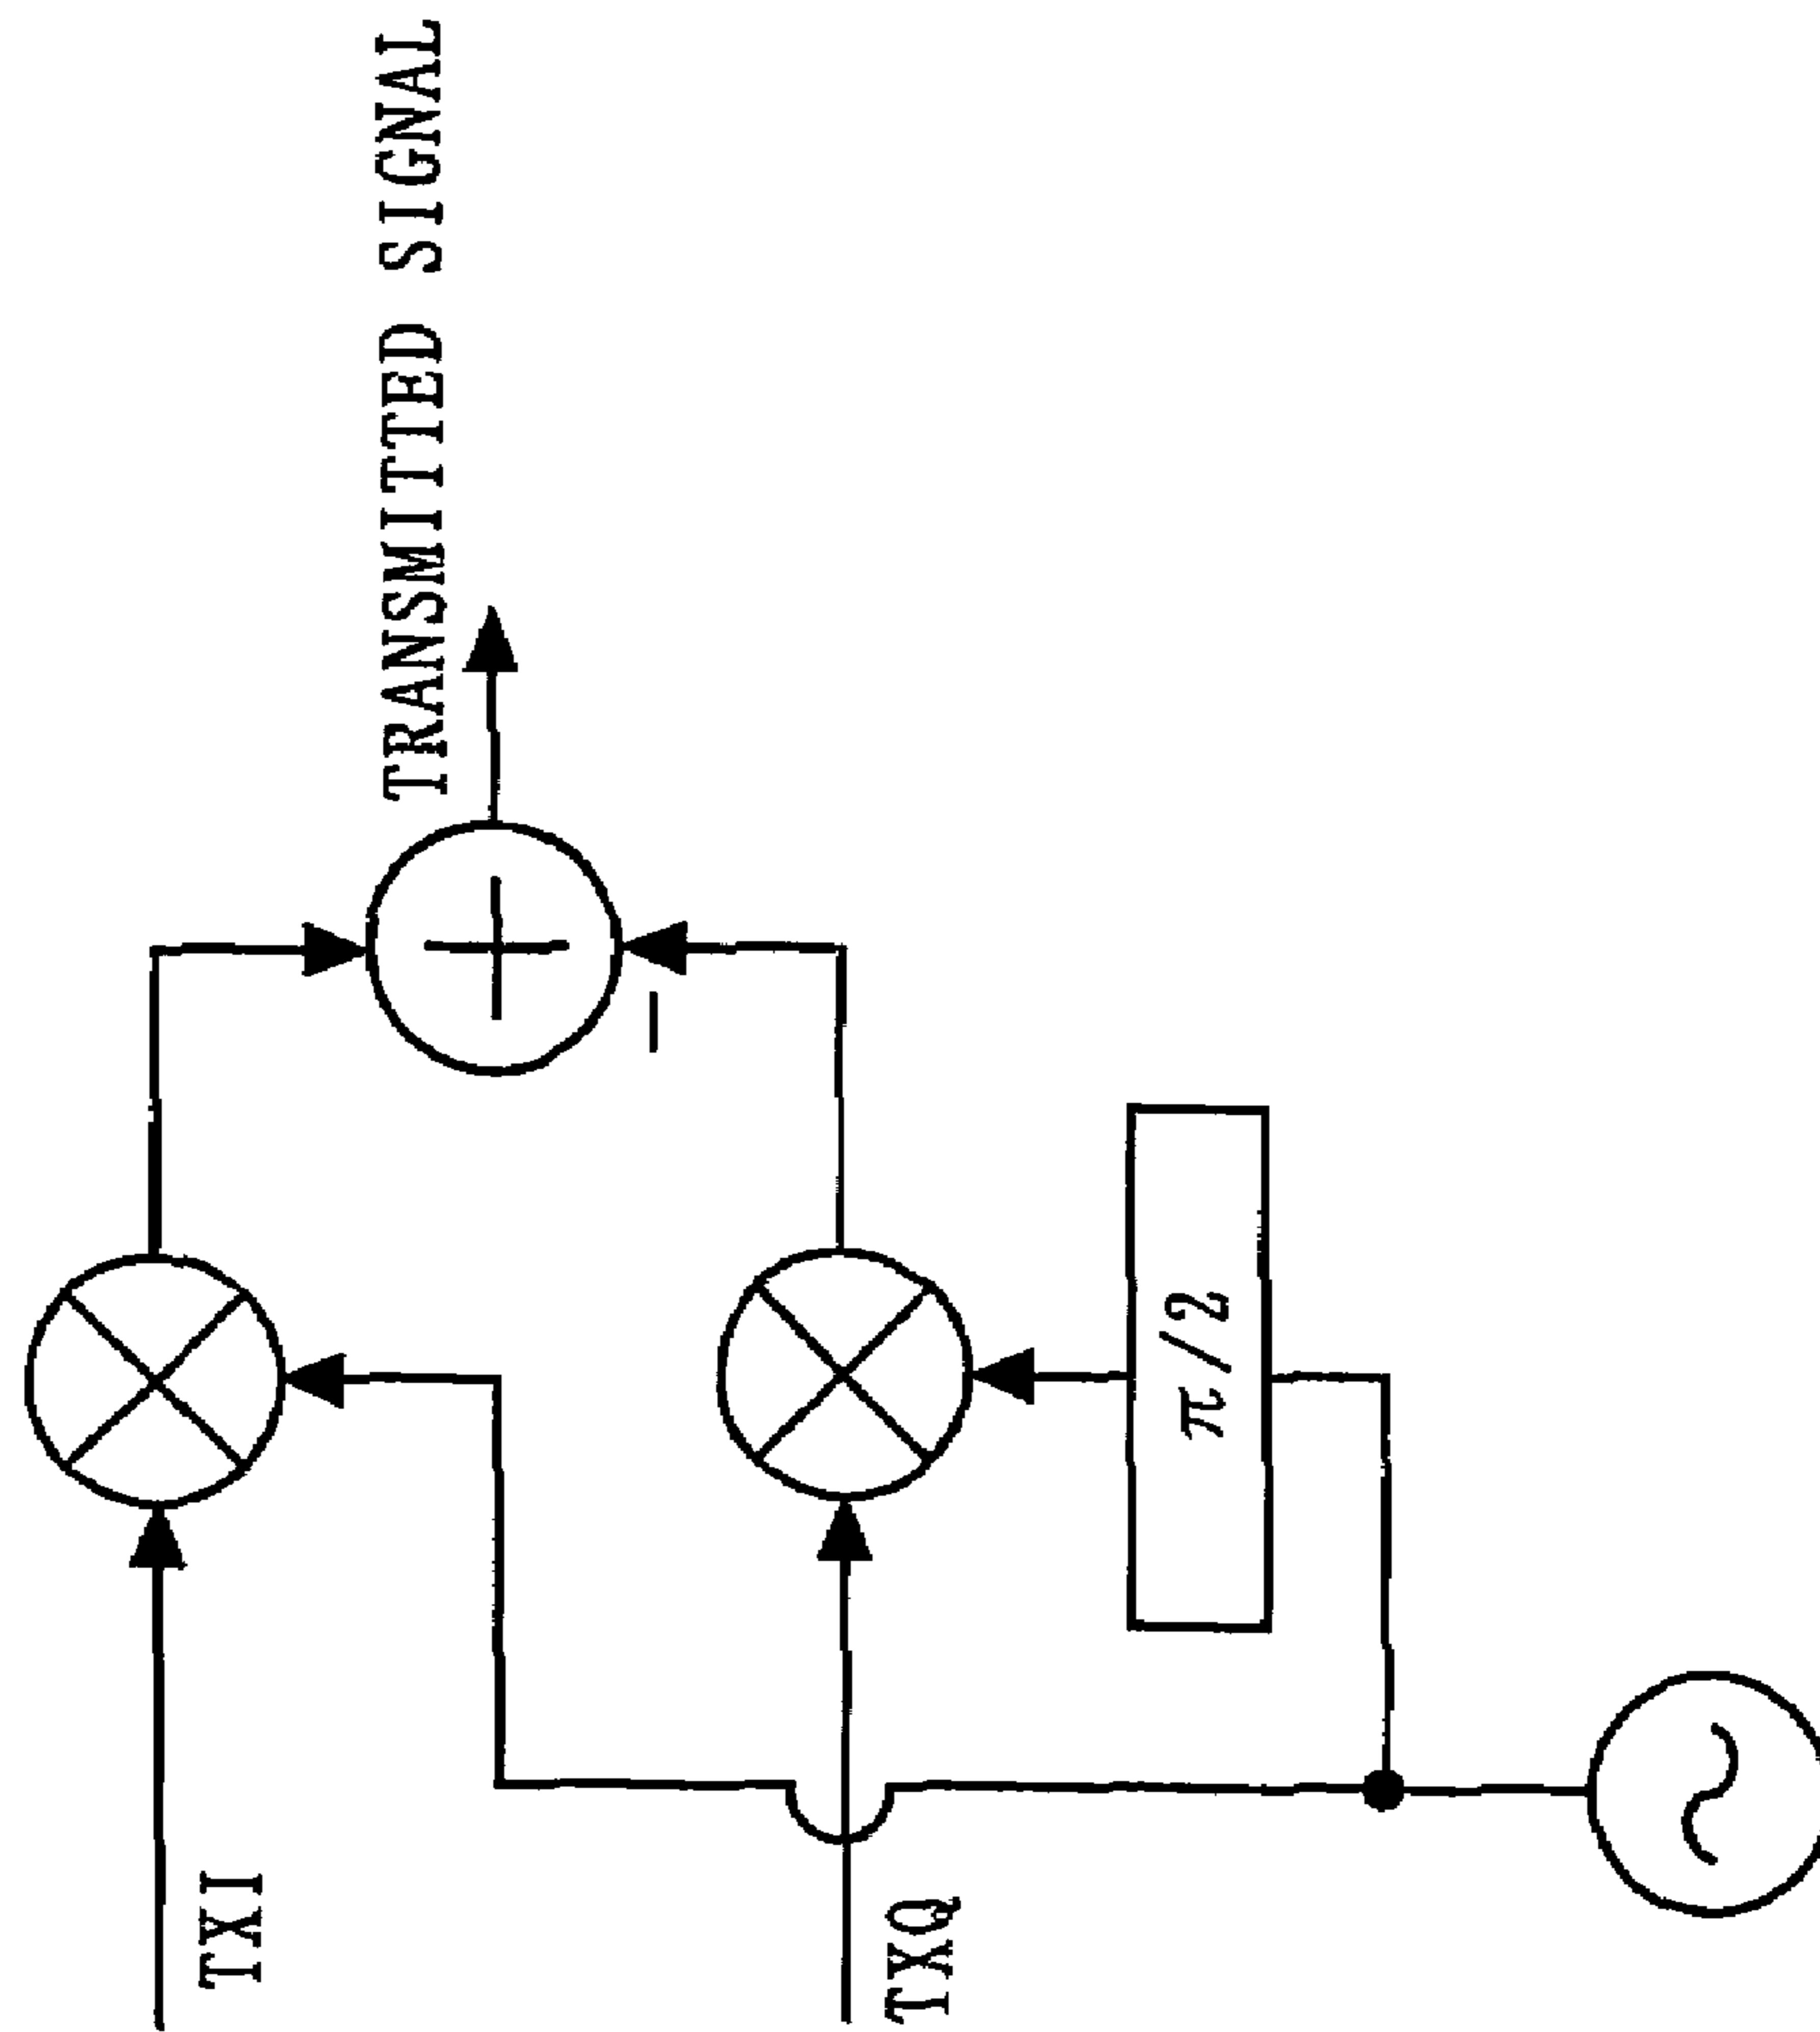 TXI
TRANSMITTED SIGNAL
+
−
TXQ
π/2